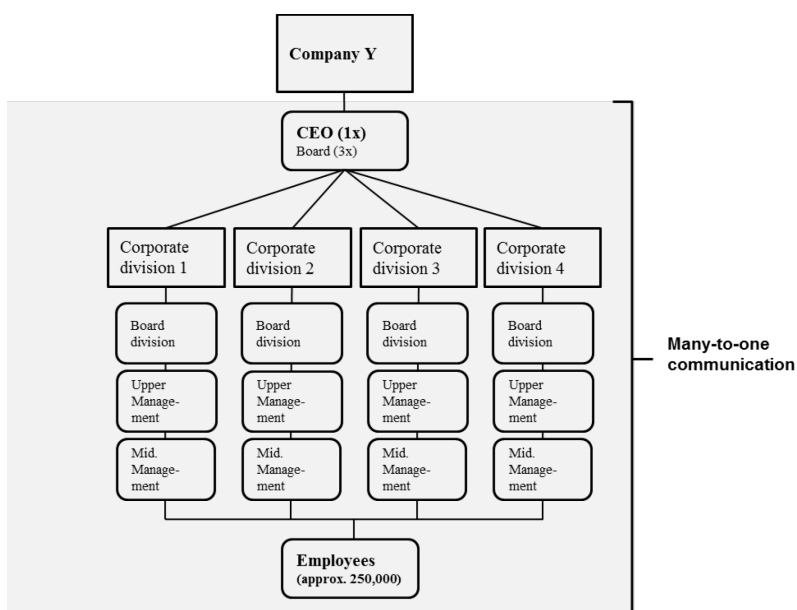 Company Y
CEO (1x)
Board (3x)
Corporate
division 1
Corporate
division 2
Corporate
division 3
Corporate
division 4
Board
division
Board
division
Board
division
Board
division
Upper
Manage-
ment
Upper
Manage-
ment
Upper
Manage-
ment
Upper
Manage-
ment
Mid.
Manage-
ment
Mid.
Manage-
ment
Mid.
Manage-
ment
Mid.
Manage-
ment
Employees
(approx. 250,000)
Many-to-one
communication